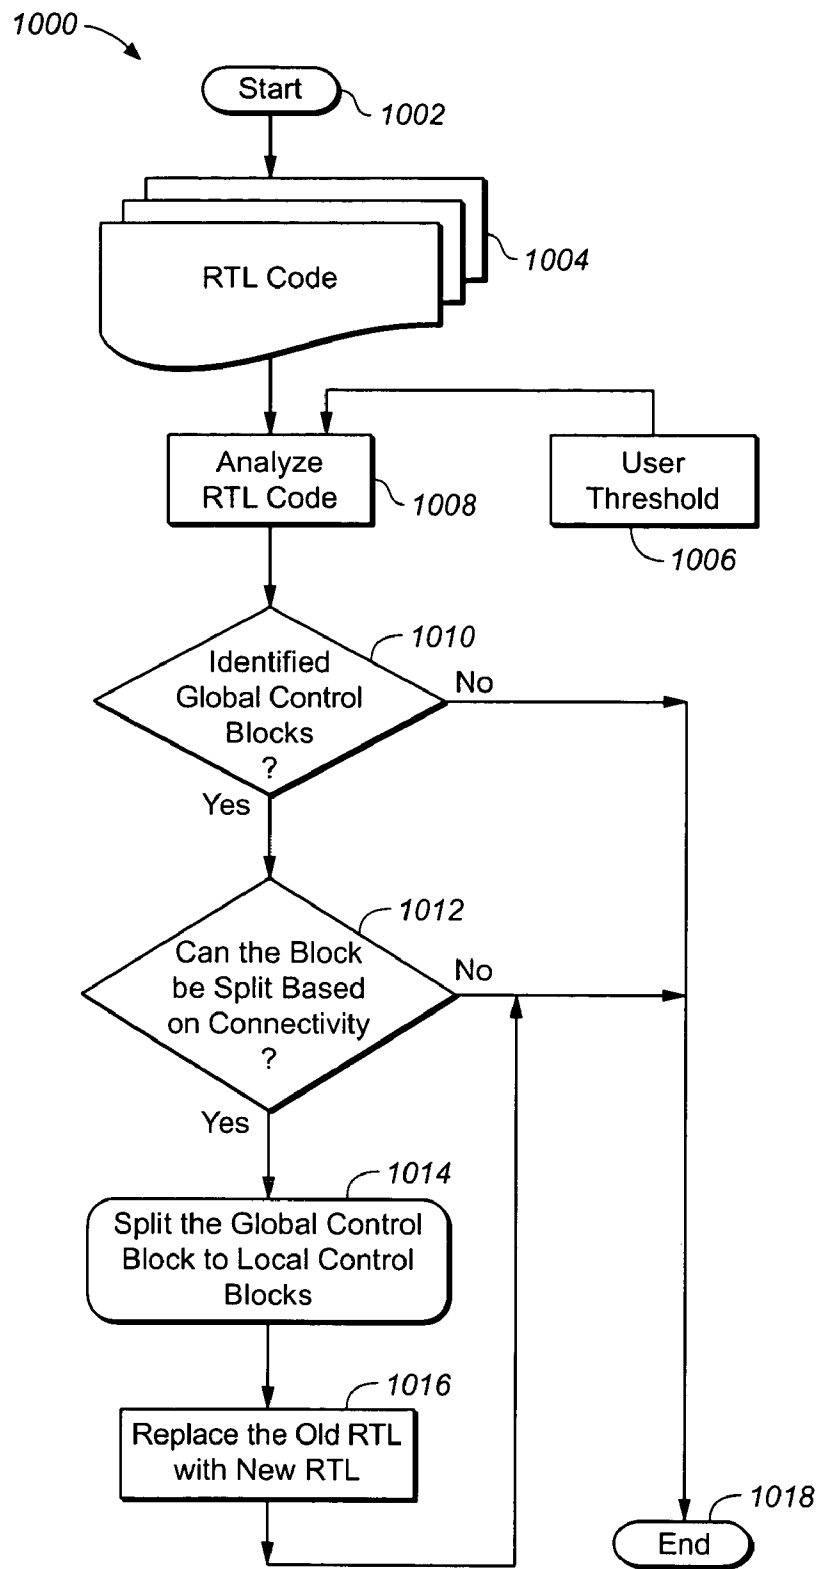 1000
Start
1002
RTL Code
1004
Analyze
RTL Code
1008
User
Threshold
1006
1010
Identified
Global Control
Blocks
?
No
Yes
1012
Can the Block
be Split Based
on Connectivity
?
No
Yes
1014
Split the Global Control
Block to Local Control
Blocks
1016
Replace the Old RTL
with New RTL
1018
End